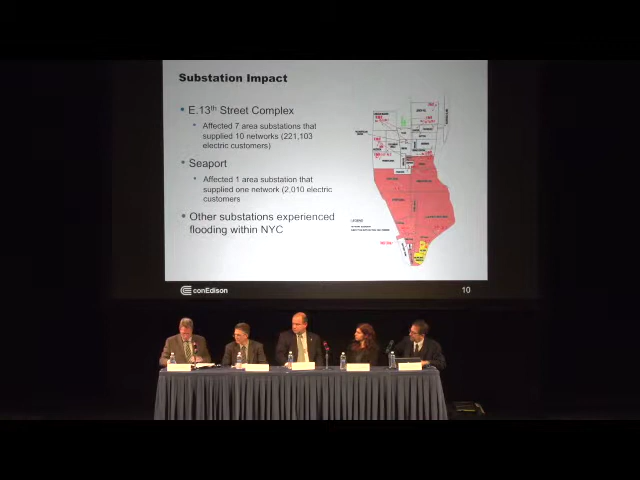 Substation Impact
• E.13th Street Complex
• Affected 7 area substations that
supplied 10 networks (221,103
electric customers)
• Seaport
• Affected 1 area substation that
supplied one network (2,010 electric
customers
• Other substations experienced
flooding within NYC
conEdison
10